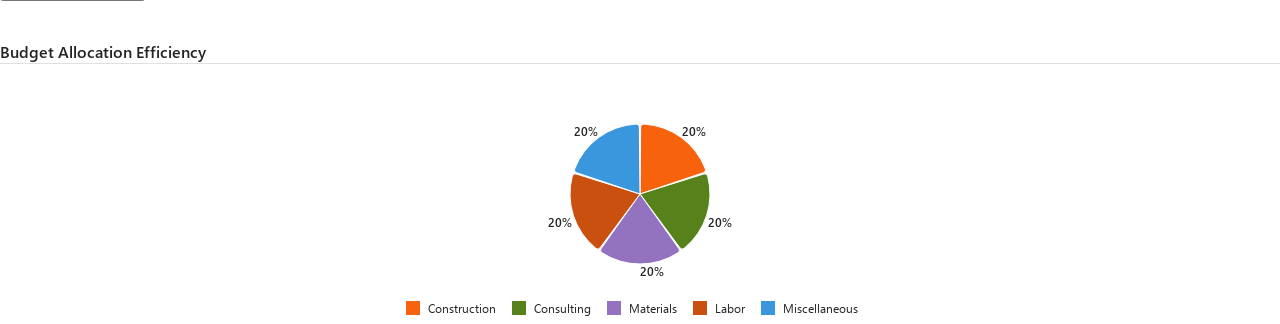 Budget Allocation Efficiency
20% 20%
20% 20%
20%
Construction Consulting Materials Labor Miscellaneous